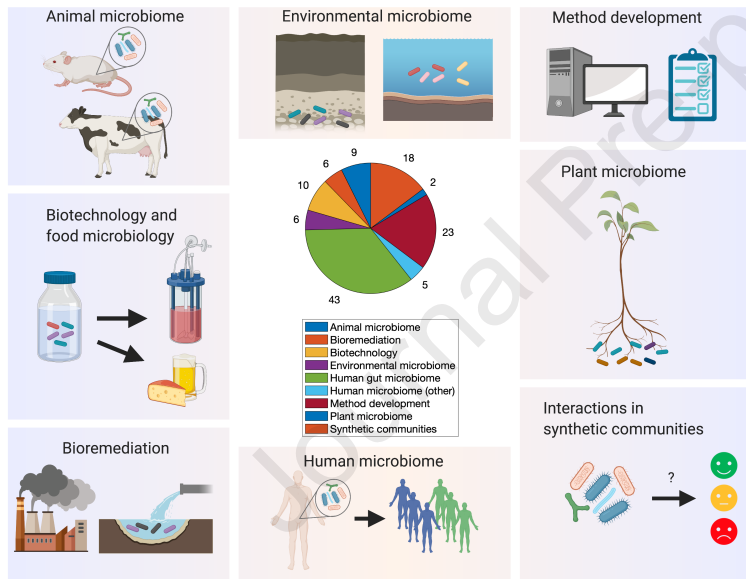 Animal microbiome
Environmental microbiome
Method development
Plant microbiome
Biotechnology and
food microbiology
9
18
6
2
10
23
6
5
43
Animal microbiome
Bioremediation
Biotechnology
Environmental microbiome
Human gut microbiome
Human microbiome (other)
Method development
Plant microbiome
Synthetic communities
Interactions in
synthetic communities
?
Bioremediation
Human microbiome
Journal Pre-p